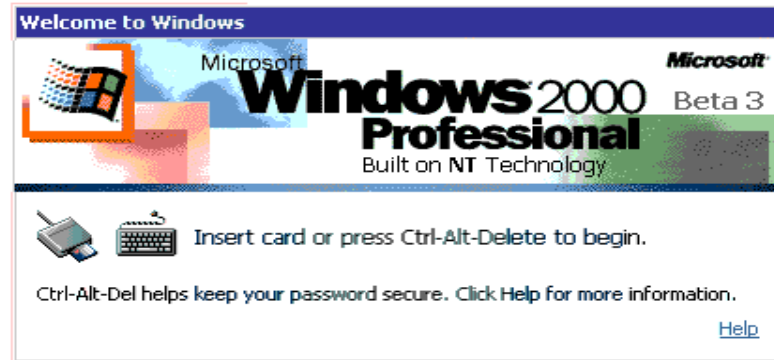 Welcome to Windows
Microsoft Microsoft
Windows 2000 Beta 3
Professional
Built on NT Technology
Insert card or press Ctrl-Alt-Delete to begin.
Ctrl-Alt-Del helps keep your password secure. Click Help for more information.
Help